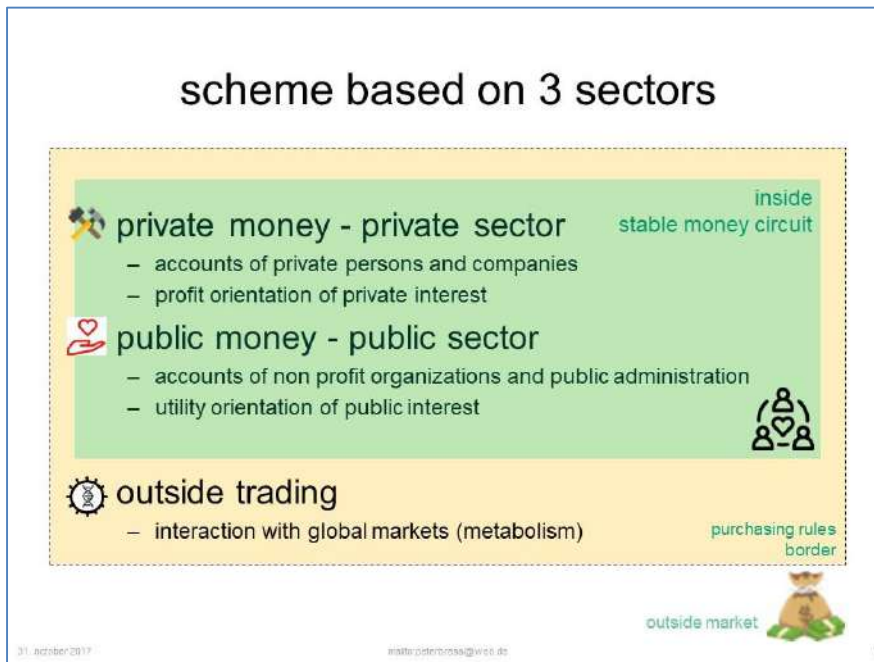 scheme based on 3 sectors
inside
stable money circuit
private money - private sector
– accounts of private persons and companies
– profit orientation of private interest
public money - public sector
– accounts of non profit organizations and public administration
– utility orientation of public interest
outside trading
– interaction with global markets (metabolism)
purchasing rules
border
outside market
2017